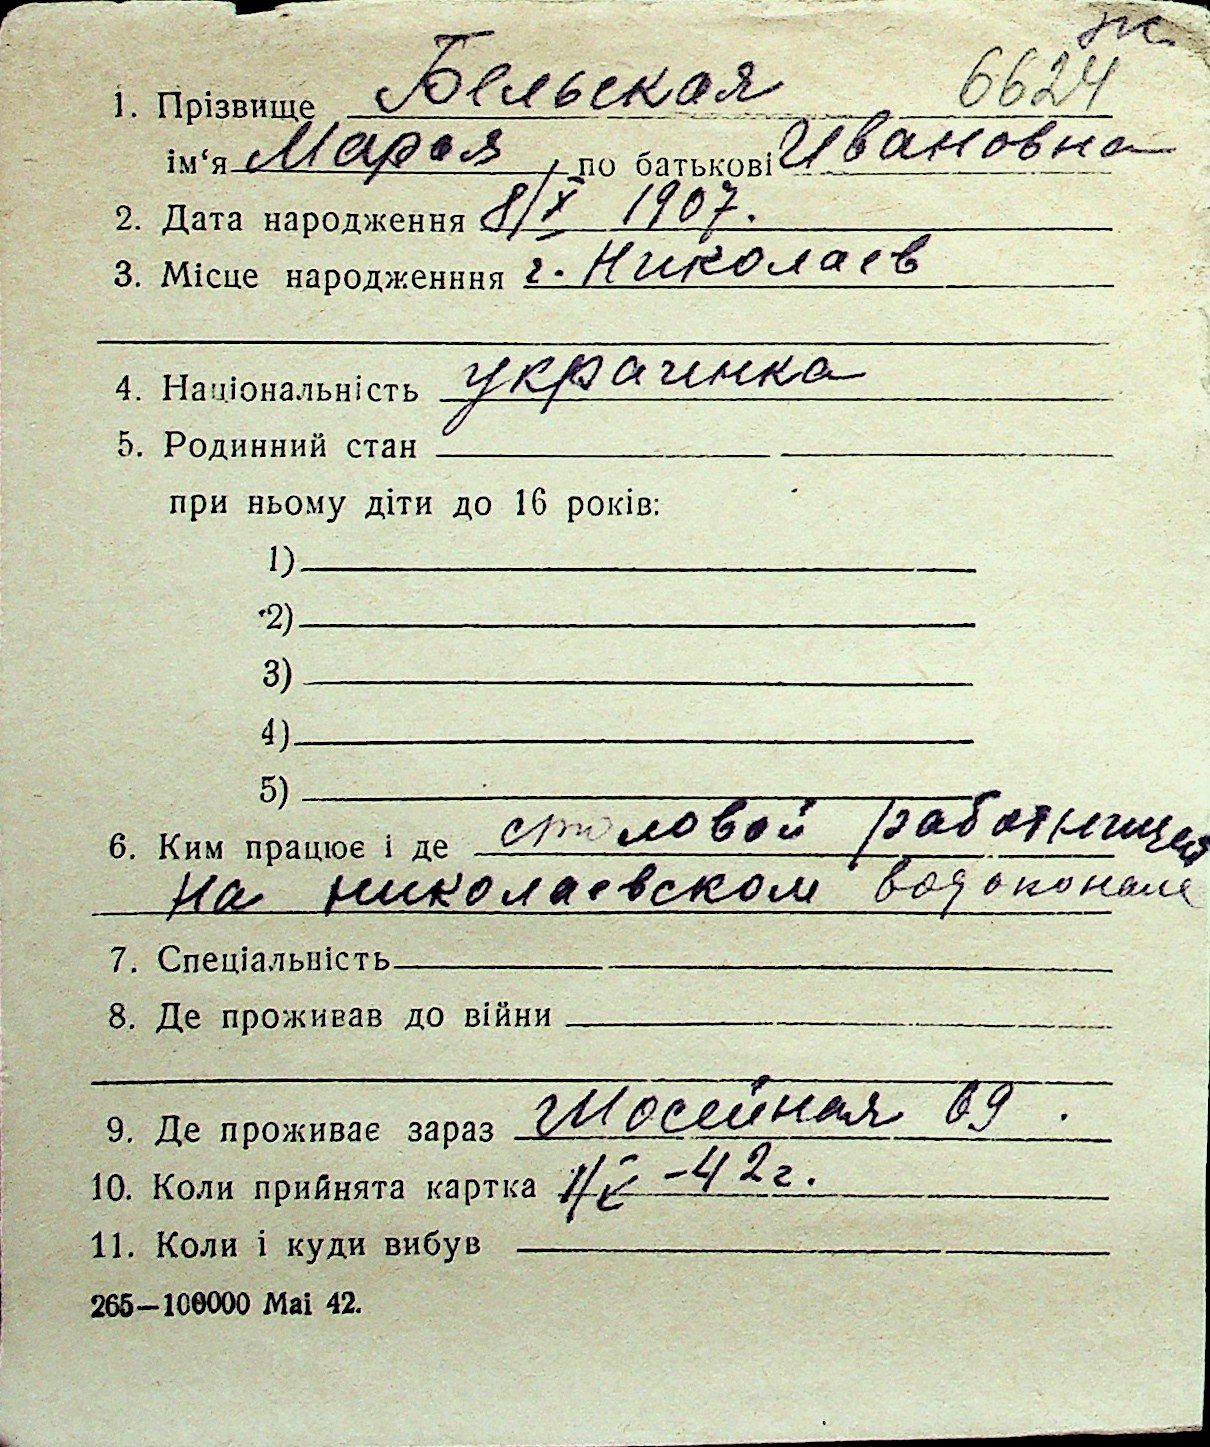 ж.
1. Прізвище Бельская 6624
ім‘я Мария, по батькові Ивановна
2. Дата народження 8/X 1907.
3. Місце народженння г. Николаев
4. Національність украинка
5. Родинний стан
при ньому діти до 16 років:
1)
2)
3)
4)
5)
6. Ким працює і де столовой работницей
на николаевском водоканале
7. Спеціальність
8. Де проживав до війни
9. Де проживає зараз 69.
10. Коли прийнята картка -42г.
11. Коли і куди вибув
265—100000 Mai 42.